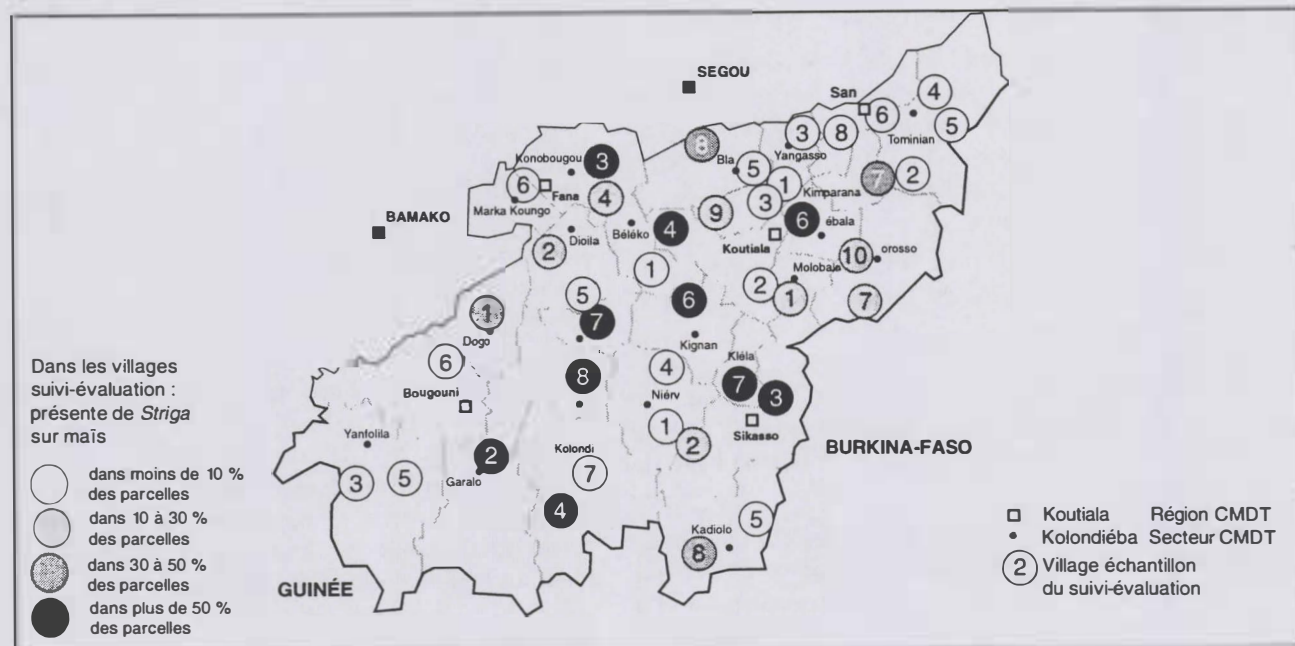 SEGOU
San
4
6
Tominian
5
3
8
Yangasso
8
Bla
5
Konobougou
3
6
Fana
4
Marka Koungo
1
Kimparana
7
2
3
9
6
ébala
BAMAKO
Béléko
4
Koutiala
Dioila
2
10
orosso
1
Molobala
2
1
7
5
6
7
1
Dogo
Kignan
Kléla
6
4
7
3
8
Bougouni
Niérv
1
Sikasso
2
BURKINA-FASO
Yanfolila
2
Garalo
Kolondi
7
3
5
4
5
Kadiolo
8
GUINÉE
Dans les villages
suivi-évaluation :
présente de Striga
sur maïs
dans moins de 10 %
des parcelles
dans 10 à 30 %
des parcelles
dans 30 à 50 %
des parcelles
dans plus de 50 %
des parcelles
Koutiala Région CMDT
Kolondiéba Secteur CMDT
2 Village échantillon
du suivi-évaluation